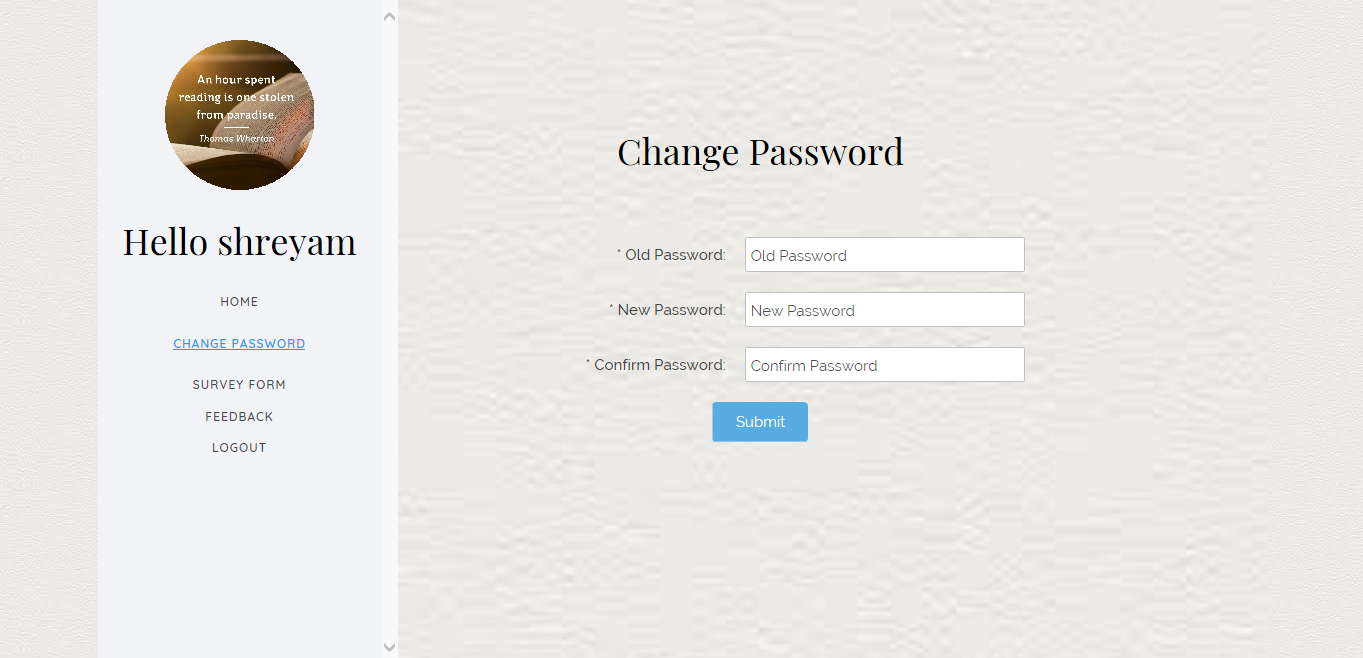 An hour spent
reading is one stolen
from paradise.
Thomas Wharton
Hello shreyam
HOME
CHANGE PASSWORD
SURVEY FORM
FEEDBACK
LOGOUT
Change Password
* Old Password: Old Password
* New Password: New Password
* Confirm Password: Confirm Password
Submit